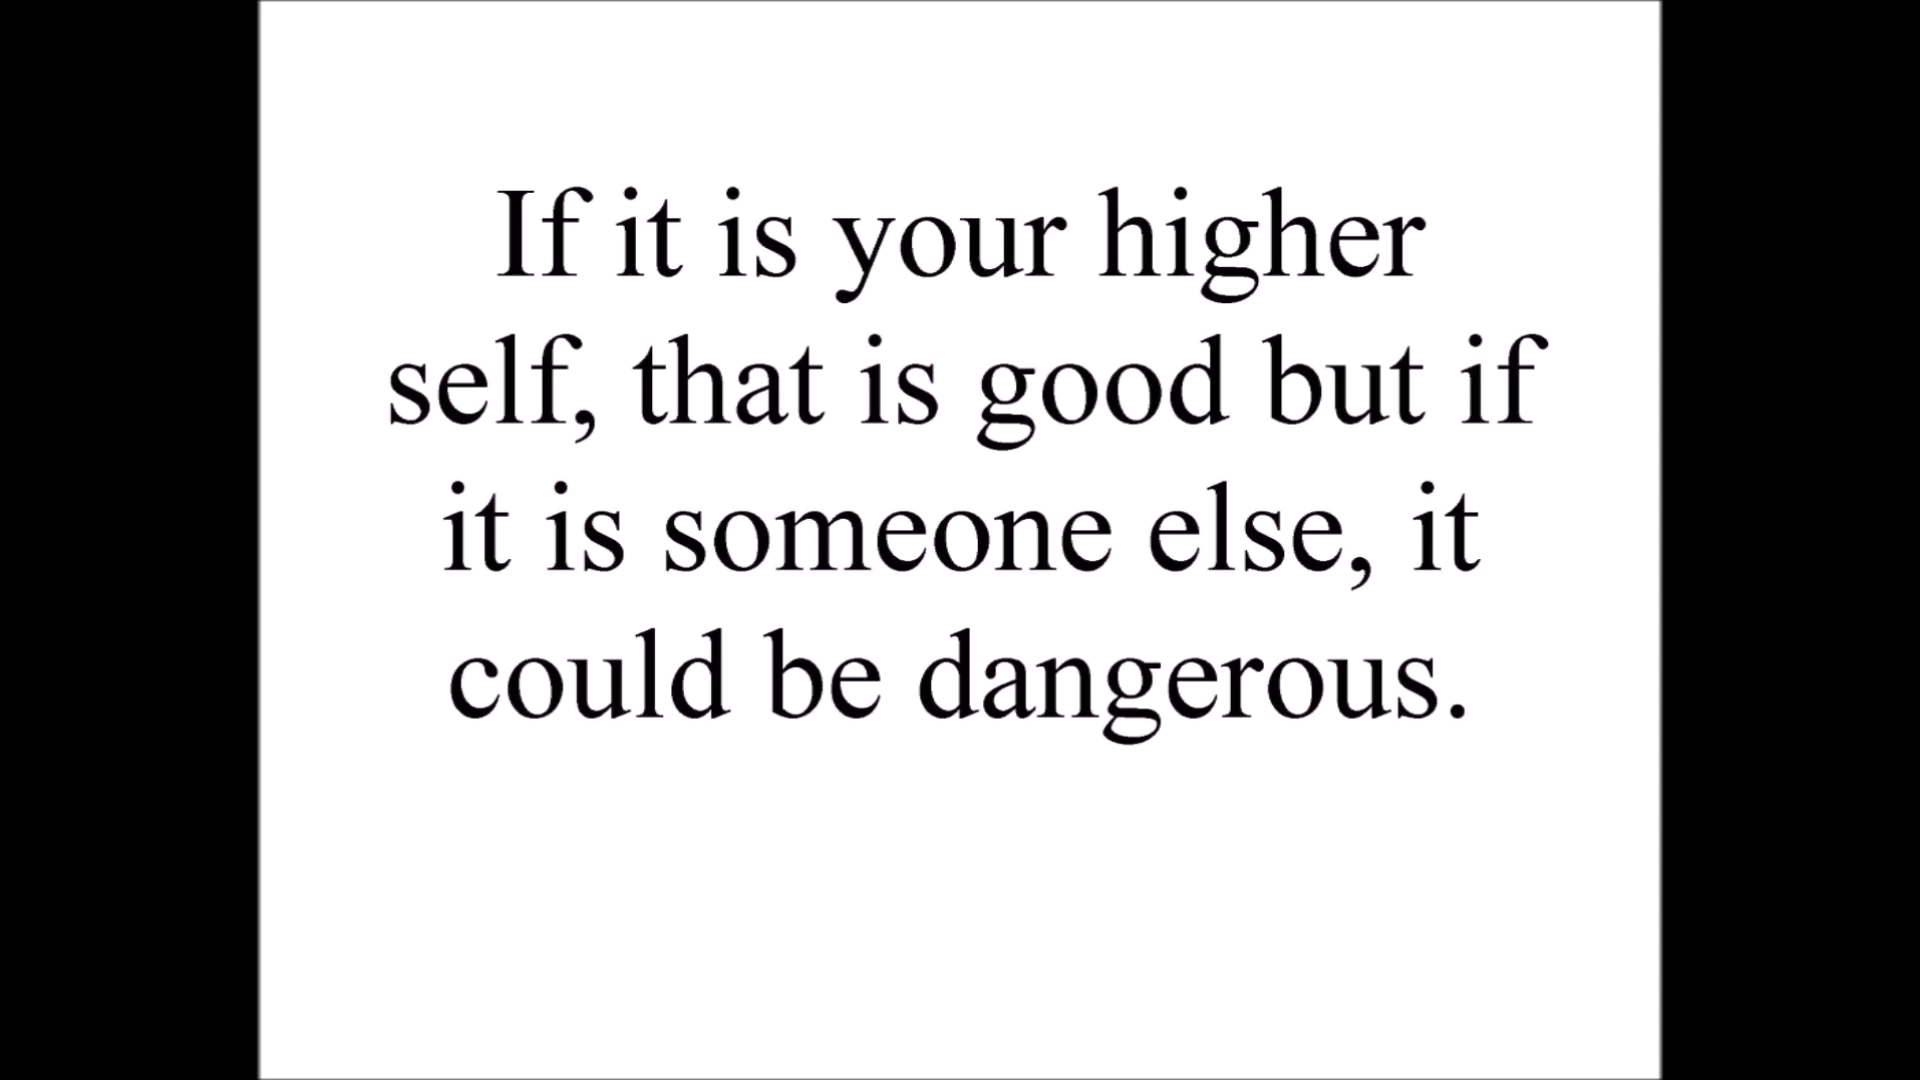 If it is your higher
self, that is good but if
it is someone else, it
could be dangerous.